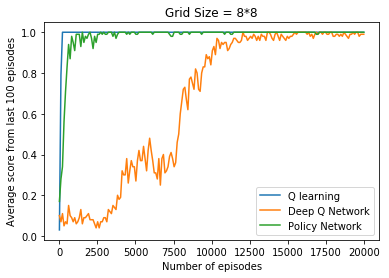 Grid Size = 8*8
Average score from last 100 episodes
1.0
0.8
0.6
0.4
0.2
0.0
0
2500
5000
7500
10000
12500
15000
17500
20000
Number of episodes
Q learning
Deep Q Network
Policy Network